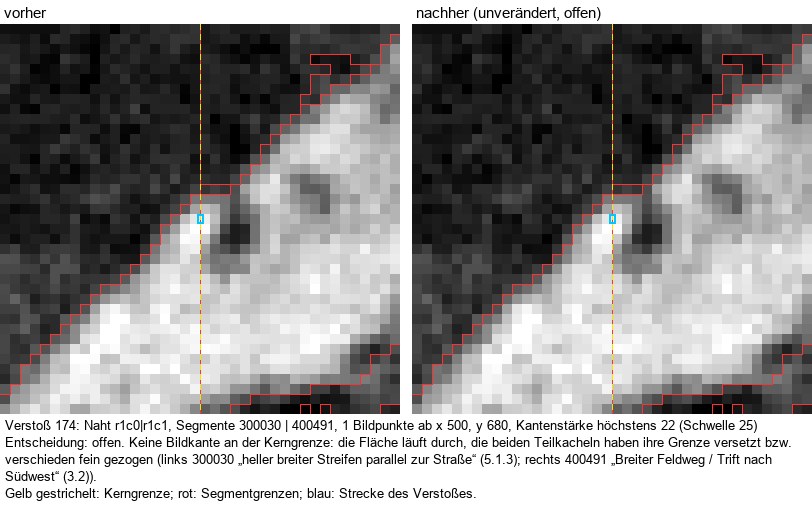 vorher
nachher (unverändert, offen)
Verstoß 174: Naht r1c0|r1c1, Segmente 300030 | 400491, 1 Bildpunkte ab x 500, y 680, Kantenstärke höchstens 22 (Schwelle 25)
Entscheidung: offen. Keine Bildkante an der Kerngrenze: die Fläche läuft durch, die beiden Teilkacheln haben ihre Grenze versetzt bzw.
verschieden fein gezogen (links 300030 „heller breiter Streifen parallel zur Straße“ (5.1.3); rechts 400491 „Breiter Feldweg / Trift nach
Südwest“ (3.2)).
Gelb gestrichelt: Kerngrenze; rot: Segmentgrenzen; blau: Strecke des Verstoßes.